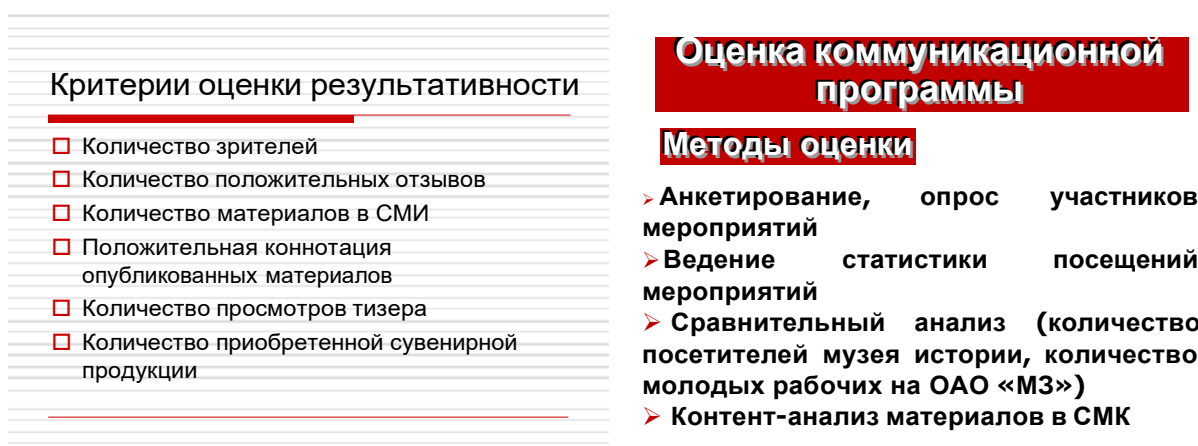 Критерии оценки результативности
Количество зрителей
Количество положительных отзывов
Количество материалов в СМИ
Положительная коннотация
опубликованных материалов
Количество просмотров тизера
Количество приобретенной сувенирной
продукции
Оценка коммуникационной
программы
Методы оценки
Анкетирование, опрос участников
мероприятий
Ведение статистики посещений
мероприятий
Сравнительный анализ (количество
посетителей музея истории, количество
молодых рабочих на ОАО «МЗ»)
Контент-анализ материалов в СМК